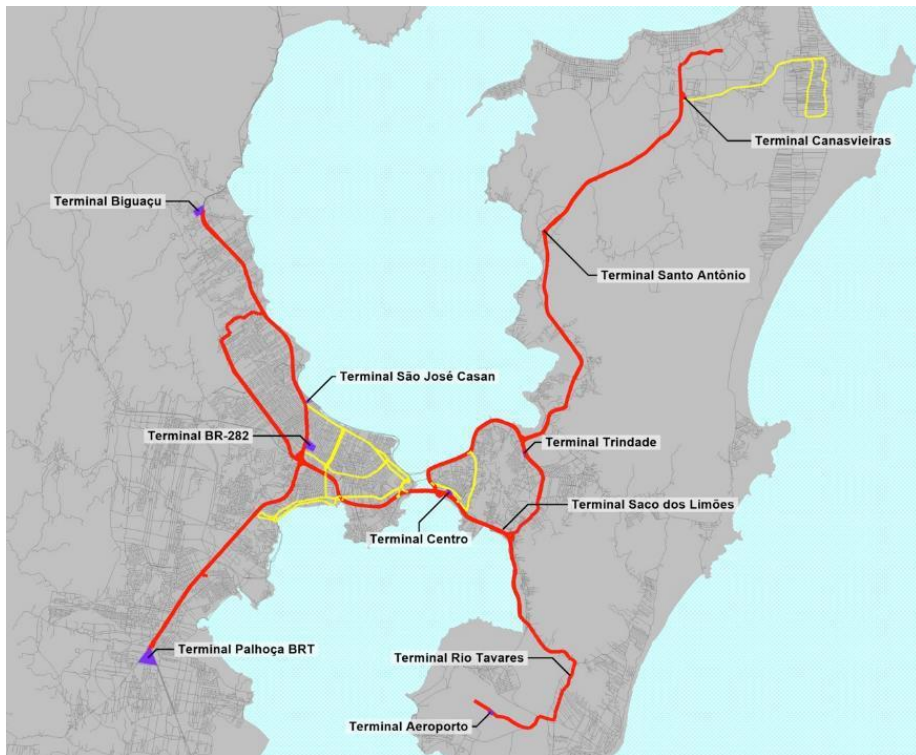 Terminal Canasvieiras
Terminal Biguaçu
Terminal Santo Antônio
Terminal São José Casan
Terminal BR-282
Terminal Trindade
Terminal Saco dos Limões
Terminal Centro
Terminal Palhoça BRT
Terminal Rio Tavares
Terminal Aeroporto